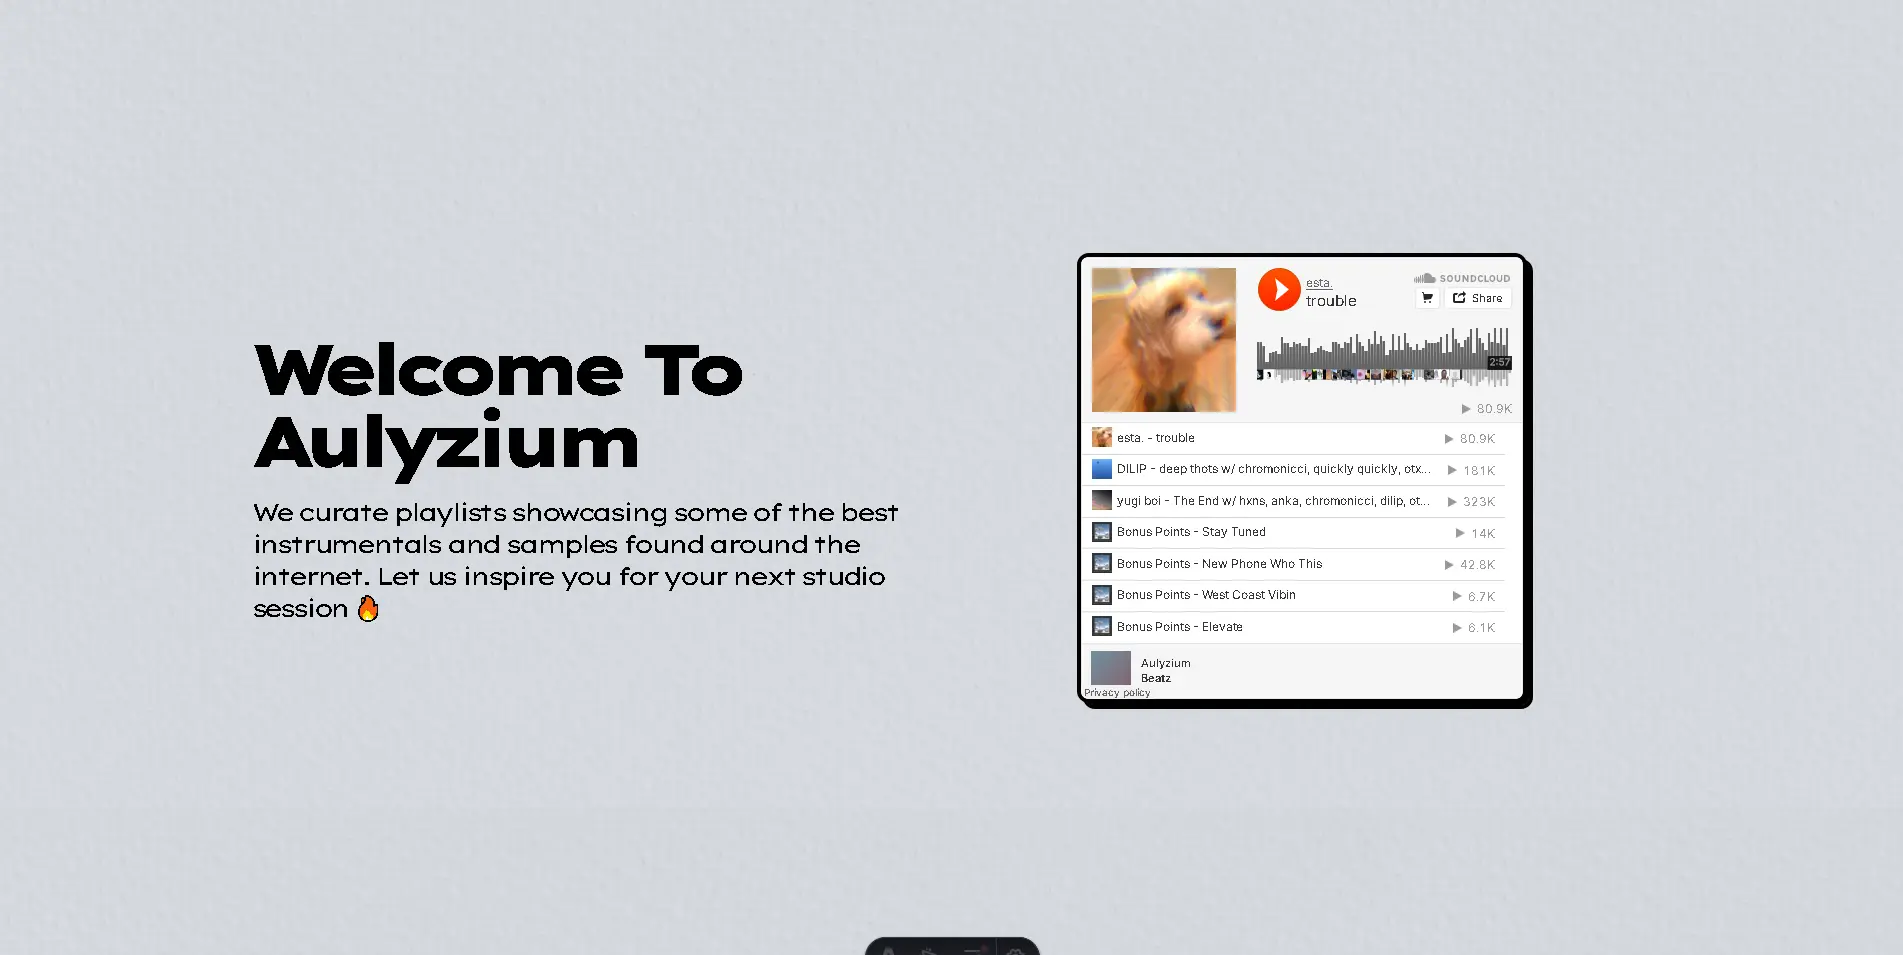 Welcome To
Aulyzium
We curate playlists showcasing some of the best
instrumentals and samples found around the
internet. Let us inspire you for your next studio
session 🔥
esta.
trouble
SOUNDCLOUD
Share
2:57
80.9K
esta. - trouble 80.9K
DILIP - deep thots w/ chromonicci, quickly quickly, otx... 181K
yugi boi - The End w/ hxns, anka, chromonicci, dilip, ot... 323K
Bonus Points - Stay Tuned 14K
Bonus Points - New Phone Who This 42.8K
Bonus Points - West Coast Vibin 6.7K
Bonus Points - Elevate 6.1K
Aulyzium
Beatz
Privacy policy